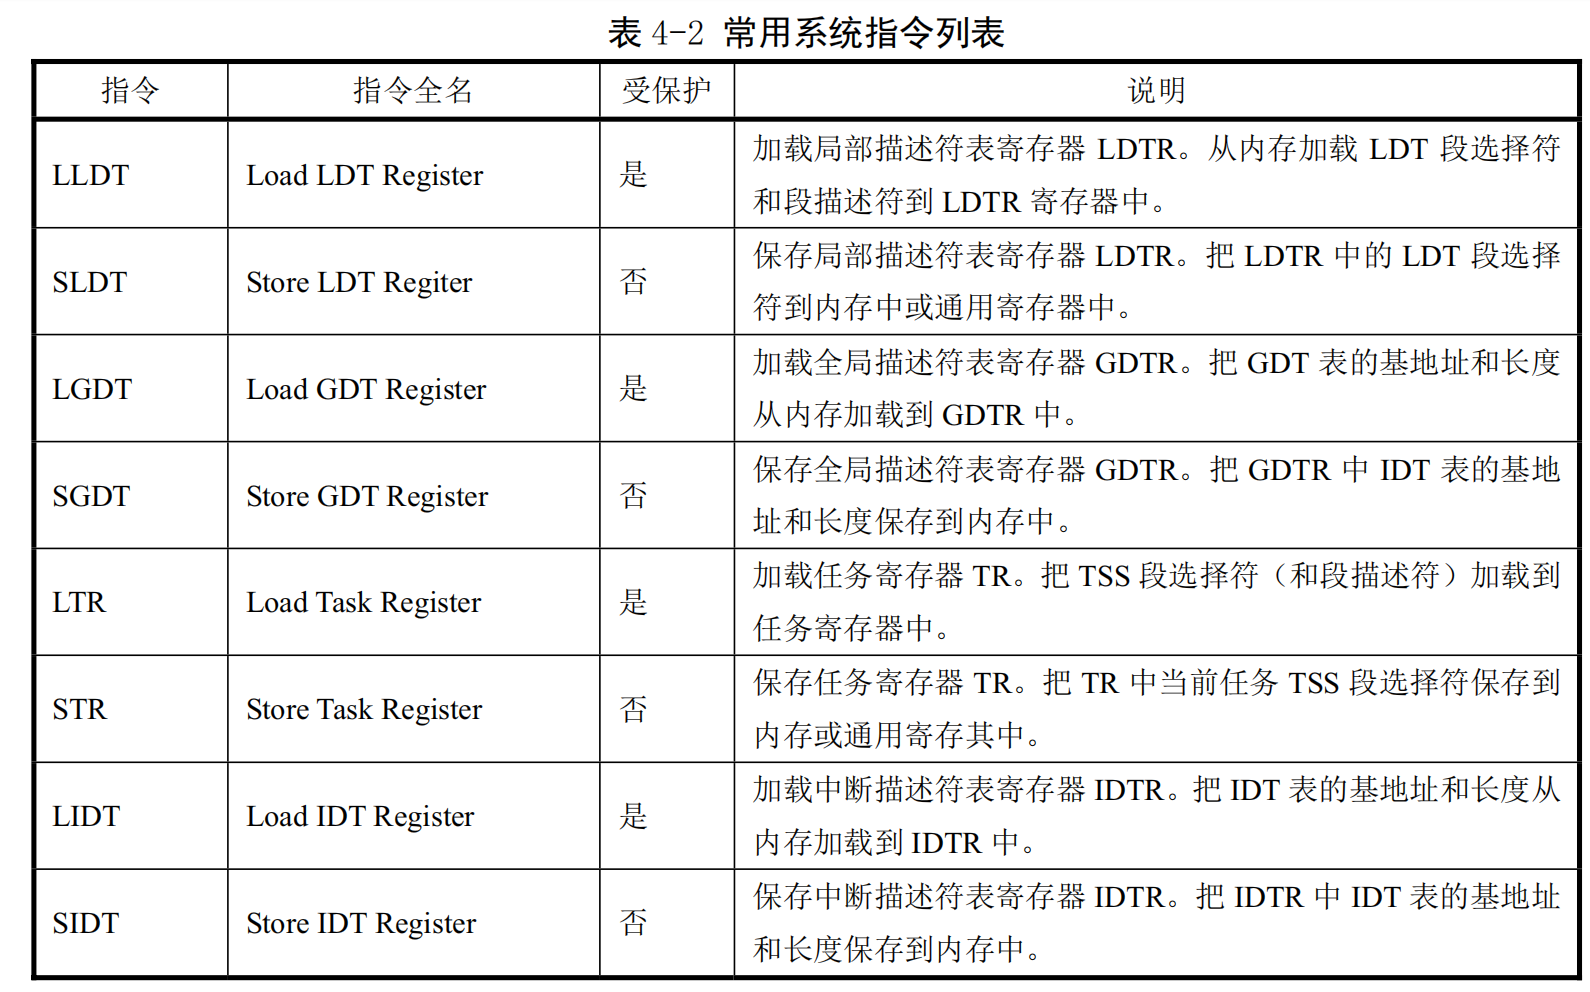 表 4-2 常用系统指令列表
指令 指令全名 受保护 说明
LLDT Load LDT Register 是 加载局部描述符表寄存器 LDTR。从内存加载 LDT 段选择符
和段描述符到 LDTR 寄存器中。
SLDT Store LDT Regiter 否 保存局部描述符表寄存器 LDTR。把 LDTR 中的 LDT 段选择
符到内存中或通用寄存器中。
LGDT Load GDT Register 是 加载全局描述符表寄存器 GDTR。把 GDT 表的基地址和长度
从内存加载到 GDTR 中。
SGDT Store GDT Register 否 保存全局描述符表寄存器 GDTR。把 GDTR 中 IDT 表的基地
址和长度保存到内存中。
LTR Load Task Register 是 加载任务寄存器 TR。把 TSS 段选择符（和段描述符）加载到
任务寄存器中。
STR Store Task Register 否 保存任务寄存器 TR。把 TR 中当前任务 TSS 段选择符保存到
内存或通用寄存其中。
LIDT Load IDT Register 是 加载中断描述符表寄存器 IDTR。把 IDT 表的基地址和长度从
内存加载到 IDTR 中。
SIDT Store IDT Register 否 保存中断描述符表寄存器 IDTR。把 IDTR 中 IDT 表的基地址
和长度保存到内存中。